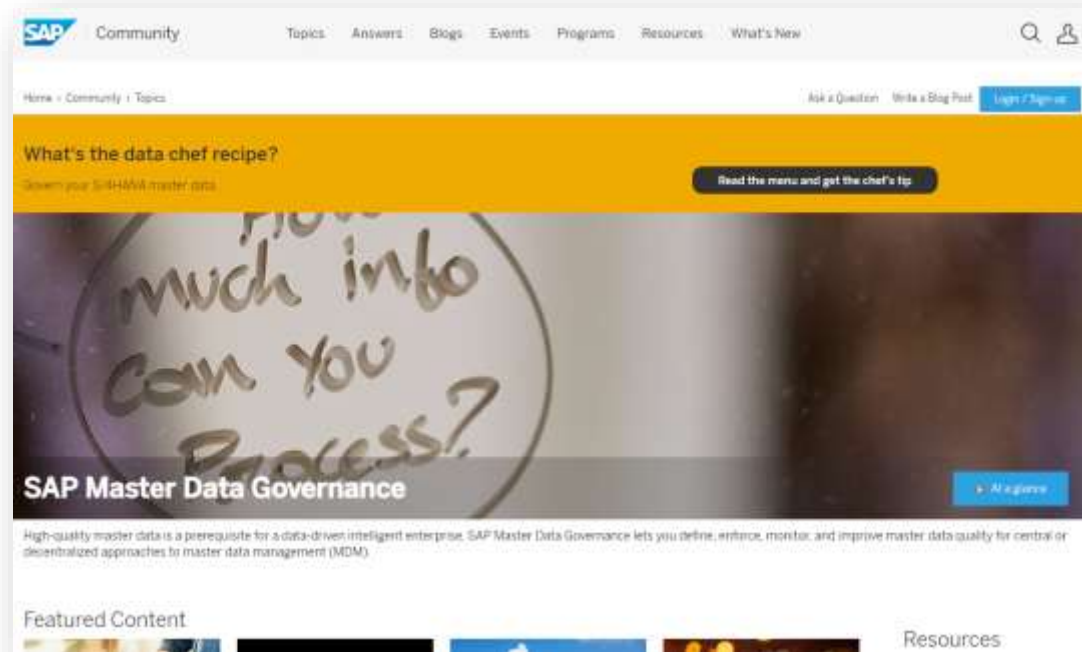 SAP Community Topics Answers Blogs Events Programs Resources What's New
Home › Community › Topics Ask a Question Write a Blog Post Login / Sign up
What's the data chef recipe?
Govern your S/4HANA master data
Read the menu and get the chef's tip
How
much info
Can You
Process?
SAP Master Data Governance
At a glance
High-quality master data is a prerequisite for a data-driven intelligent enterprise. SAP Master Data Governance lets you define, enforce, monitor, and improve master data quality for central or
decentralized approaches to master data management (MDM).
Featured Content
Resources